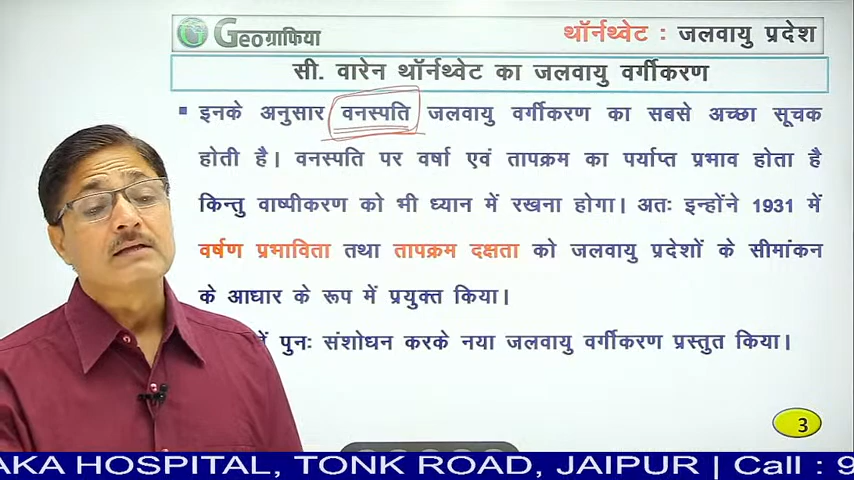 Geoग्राफिया
थॉर्नथ्वेट : जलवायु प्रदेश
सी. वारेन थॉर्नथ्वेट का जलवायु वर्गीकरण
इनके अनुसार वनस्पति जलवायु वर्गीकरण का सबसे अच्छा सूचक
होती है। वनस्पति पर वर्षा एवं तापक्रम का पर्याप्त प्रभाव होता है
किन्तु वाष्पीकरण को भी ध्यान में रखना होगा। अतः इन्होंने 1931 में
वर्षण प्रभाविता तथा तापक्रम दक्षता को जलवायु प्रदेशों के सीमांकन
के आधार के रूप में प्रयुक्त किया।
में पुनः संशोधन करके नया जलवायु वर्गीकरण प्रस्तुत किया।
3
AKA HOSPITAL, TONK ROAD, JAIPUR | Call : 9